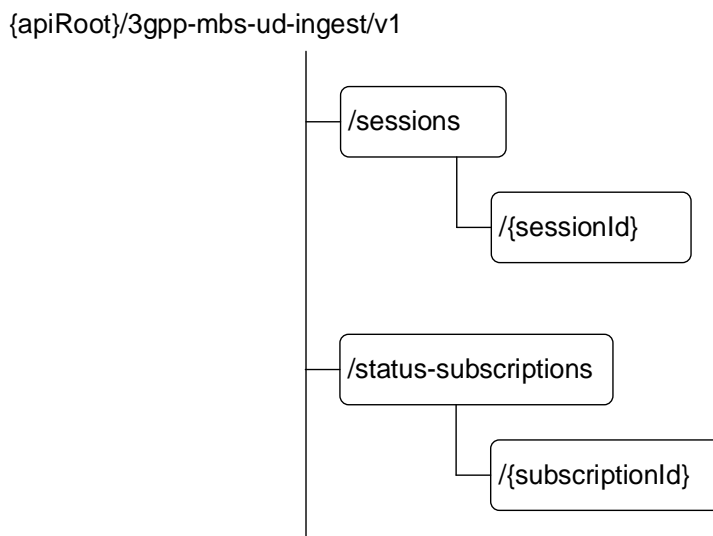 {apiRoot}/3gpp-mbs-ud-ingest/v1
/sessions
/{sessionId}
/status-subscriptions
/{subscriptionId}